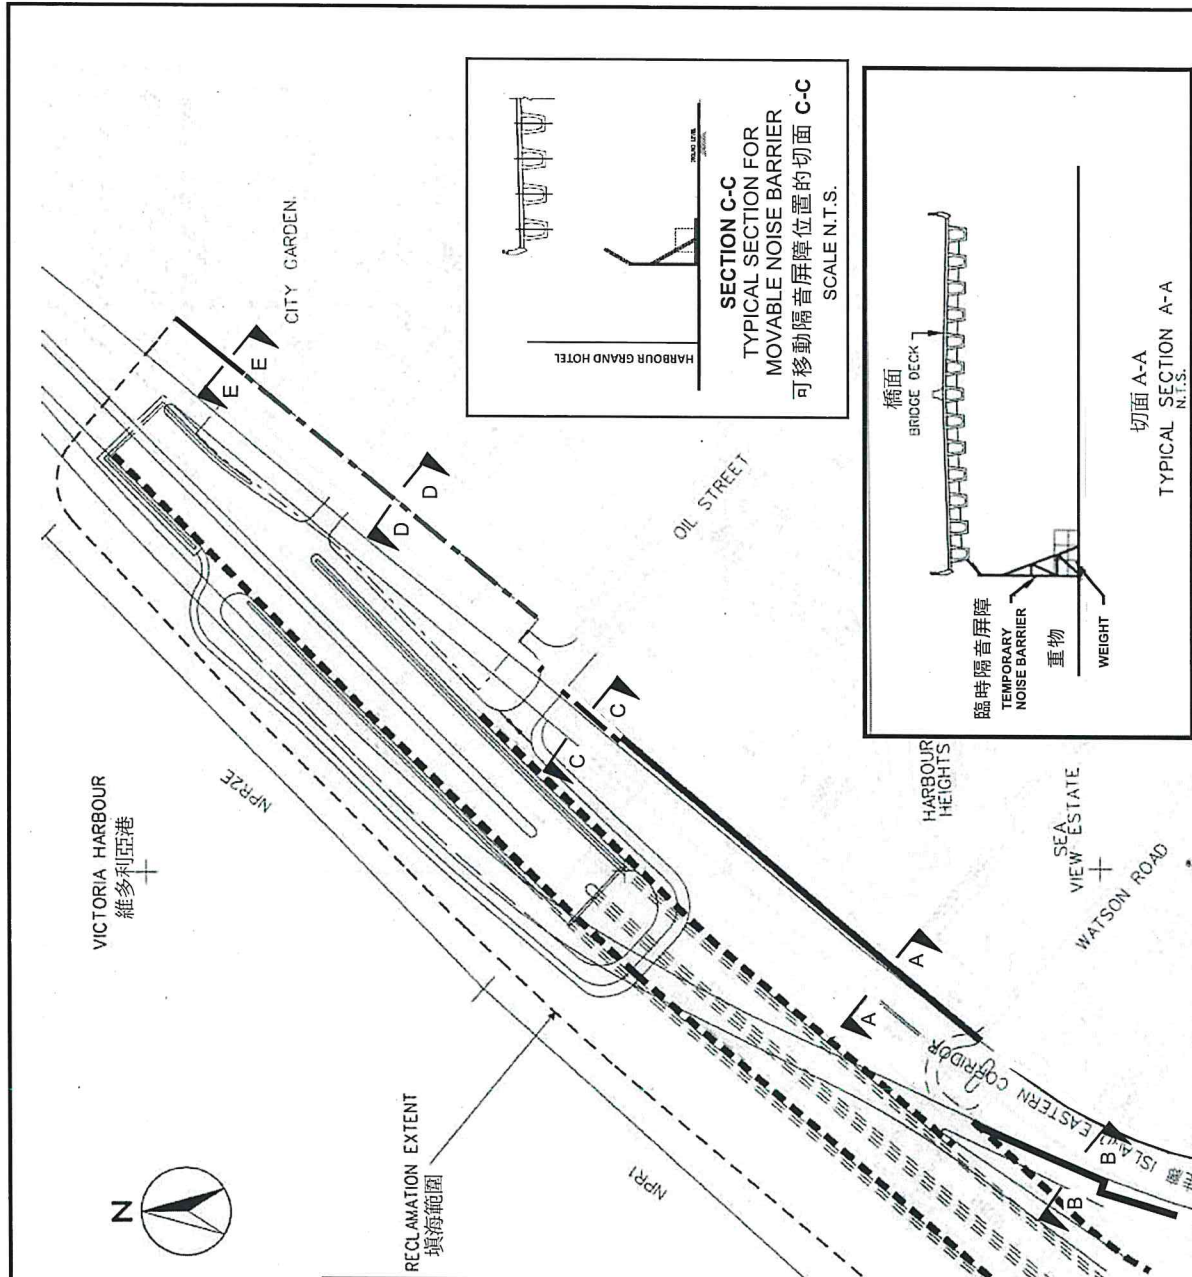 VICTORIA HARBOUR
維多利亞港
N
RECLAMATION EXTENT
填海範圍
NPR2E
NPR1
CITY GARDEN
E
E
D
D
OIL STREET
C
C
HARBOUR
HEIGHTS
SEA
VIEW ESTATE
WATSON ROAD
A
A
ISLAND EASTERN CORRIDOR
B
B
HARBOUR GRAND HOTEL
SECTION C-C
TYPICAL SECTION FOR
MOVABLE NOISE BARRIER
可移動隔音屏障位置的切面 C-C
SCALE N.T.S.
橋面
BRIDGE DECK
臨時隔音屏障
TEMPORARY
NOISE BARRIER
重物
WEIGHT
切面 A-A
TYPICAL SECTION A-A
N.T.S.